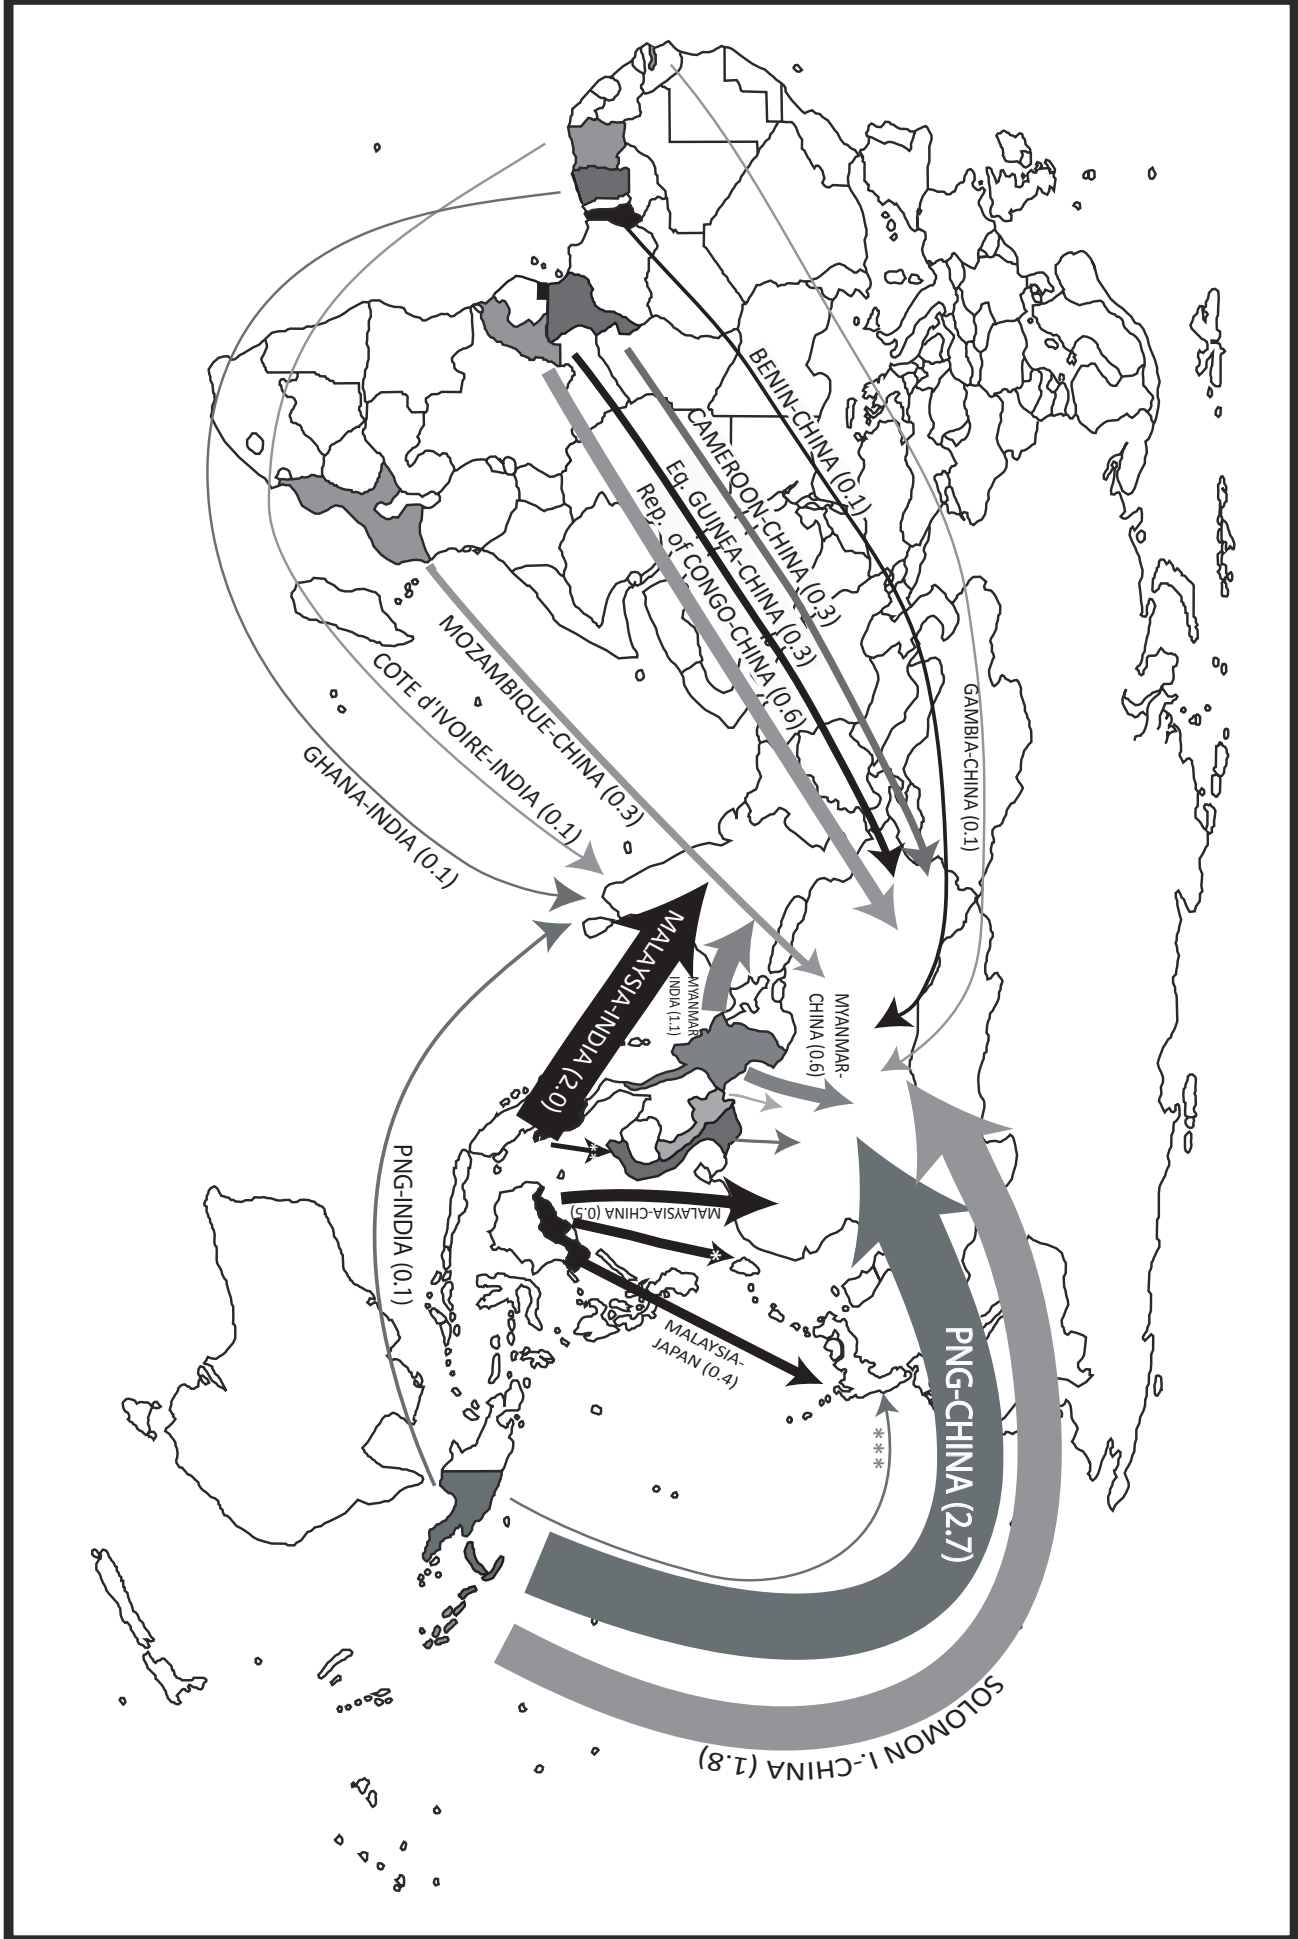 GAMBIA-CHINA (0.1)
BENIN-CHINA (0.1)
CAMEROON-CHINA (0.3)
Eq. GUINEA-CHINA (0.3)
Rep. of CONGO-CHINA (0.6)
MOZAMBIQUE-CHINA (0.3)
COTE d'IVOIRE-INDIA (0.1)
GHANA-INDIA (0.1)
MYANMAR-
CHINA (0.6)
MYANMAR
INDIA (1.1)
MALAYSIA-INDIA (2.0)
**
MALAYSIA-CHINA (0.5)
*
MALAYSIA-
JAPAN (0.4)
***
PNG-CHINA (2.7)
SOLOMON I.-CHINA (1.8)
PNG-INDIA (0.1)